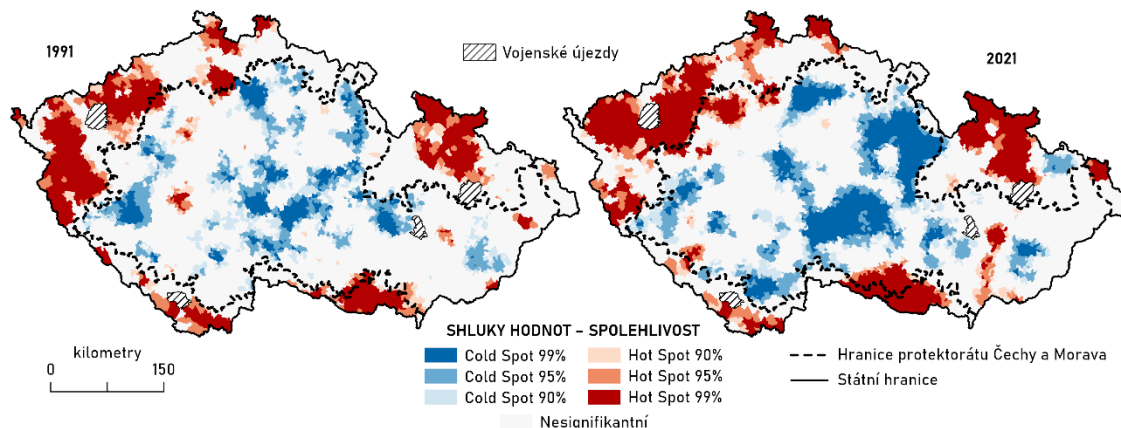 1991
Vojenské újezdy
2021
SHLUKY HODNOT – SPOLEHLIVOST
Cold Spot 99%
Hot Spot 90%
Cold Spot 95%
Hot Spot 95%
Cold Spot 90%
Hot Spot 99%
Nesignifikantní
Hranice protektorátu Čechy a Morava
Státní hranice
kilometry
0 150